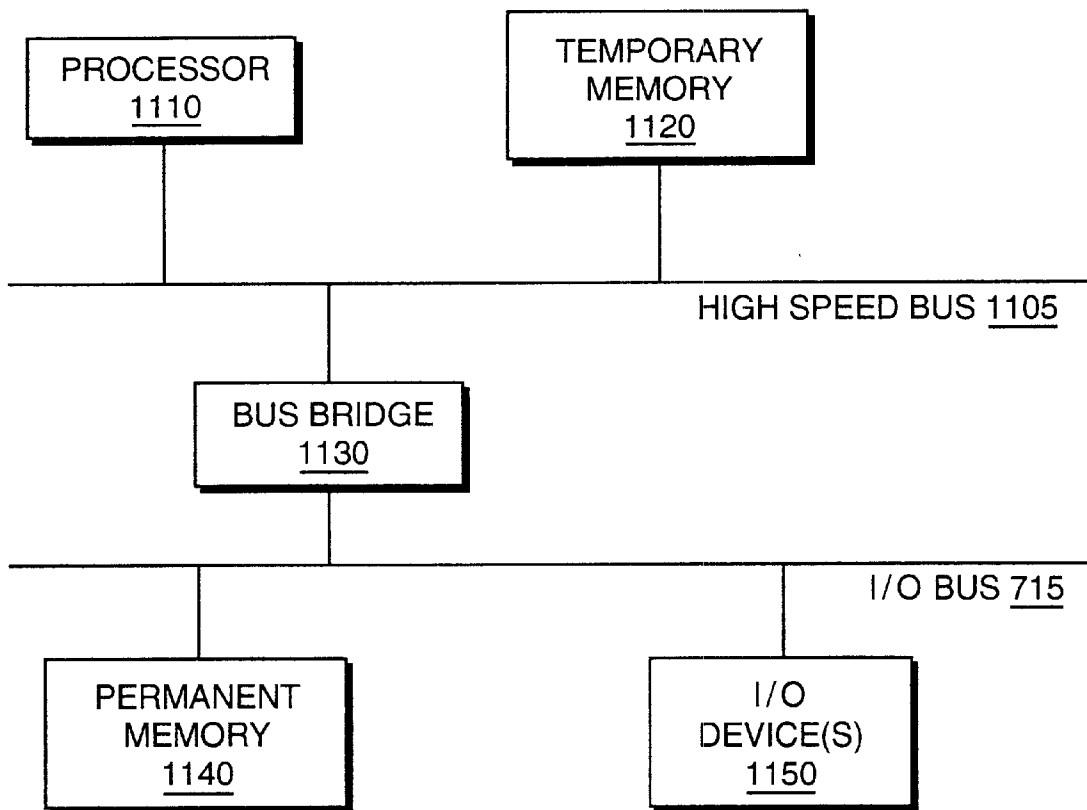 PROCESSOR
1110
TEMPORARY
MEMORY
1120
HIGH SPEED BUS 1105
BUS BRIDGE
1130
I/O BUS 715
PERMANENT
MEMORY
1140
I/O
DEVICE(S)
1150